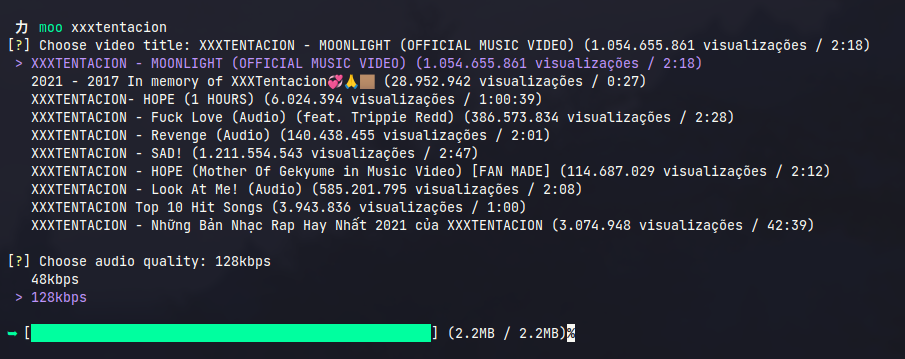 力 moo xxxtentacion
[?] Choose video title: XXXTENTACION - MOONLIGHT (OFFICIAL MUSIC VIDEO) (1.054.655.861 visualizações / 2:18)
> XXXTENTACION - MOONLIGHT (OFFICIAL MUSIC VIDEO) (1.054.655.861 visualizações / 2:18)
2021 - 2017 In memory of XXXTentacion💞🙏🏽 (28.952.942 visualizações / 0:27)
XXXTENTACION- HOPE (1 HOURS) (6.024.394 visualizações / 1:00:39)
XXXTENTACION - Fuck Love (Audio) (feat. Trippie Redd) (386.573.834 visualizações / 2:28)
XXXTENTACION - Revenge (Audio) (140.438.455 visualizações / 2:01)
XXXTENTACION - SAD! (1.211.554.543 visualizações / 2:47)
XXXTENTACION - HOPE (Mother Of Gekyume in Music Video) [FAN MADE] (114.687.029 visualizações / 2:12)
XXXTENTACION - Look At Me! (Audio) (585.201.795 visualizações / 2:08)
XXXTENTACION Top 10 Hit Songs (3.943.836 visualizações / 1:00)
XXXTENTACION - Những Bản Nhạc Rap Hay Nhất 2021 của XXXTENTACION (3.074.948 visualizações / 42:39)
[?] Choose audio quality: 128kbps
48kbps
> 128kbps
➥ [ ] (2.2MB / 2.2MB)%